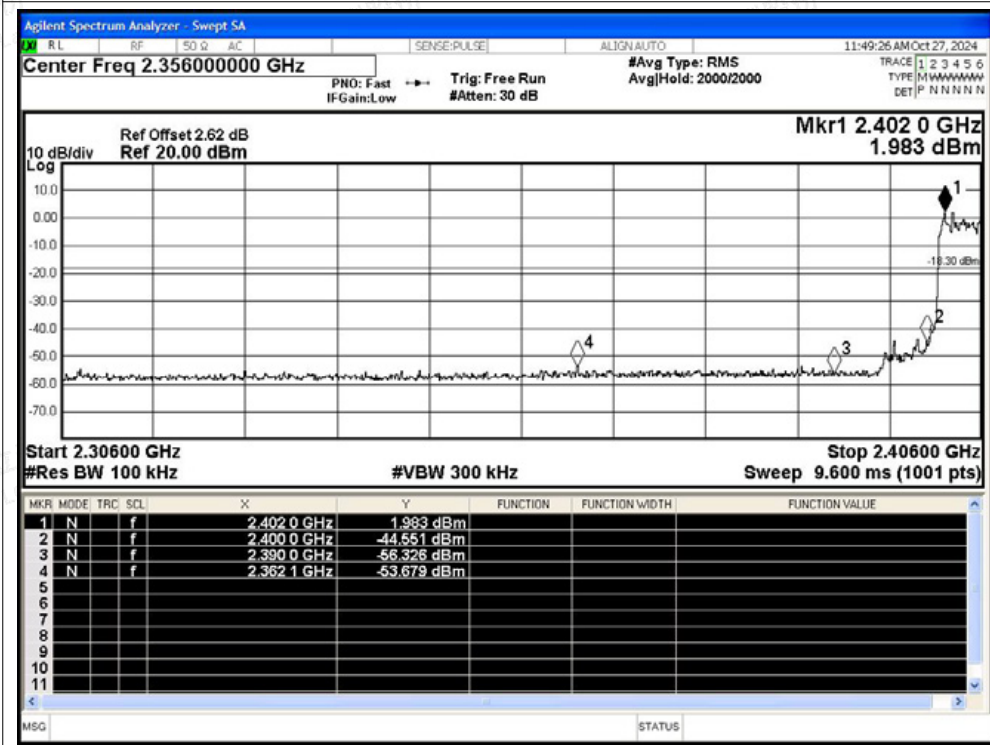 Agilent Spectrum Analyzer - Swept SA
LXI RL RF 50 Ω AC SENSE:PULSE ALIGN AUTO 11:49:26 AM Oct 27, 2024
Center Freq 2.356000000 GHz #Avg Type: RMS TRACE 1 2 3 4 5 6
PNO: Fast Trig: Free Run Avg|Hold: 2000/2000 TYPE M
IFGain:Low #Atten: 30 dB DET P N N N N N
Mkr1 2.402 0 GHz
Ref Offset 2.62 dB
10 dB/div Ref 20.00 dBm 1.983 dBm
Log
10.0
1
0.00
-10.0
-18.30 dBm
-20.0
-30.0
-40.0
2
4
3
-50.0
-60.0
-70.0
Start 2.30600 GHz Stop 2.40600 GHz
#Res BW 100 kHz #VBW 300 kHz Sweep 9.600 ms (1001 pts)
MKR MODE TRC SCL X Y FUNCTION FUNCTION WIDTH FUNCTION VALUE
1 N f 2.402 0 GHz 1.983 dBm
2 N f 2.400 0 GHz -44.551 dBm
3 N f 2.390 0 GHz -56.326 dBm
4 N f 2.362 1 GHz -53.679 dBm
5
6
7
8
9
10
11
MSG STATUS